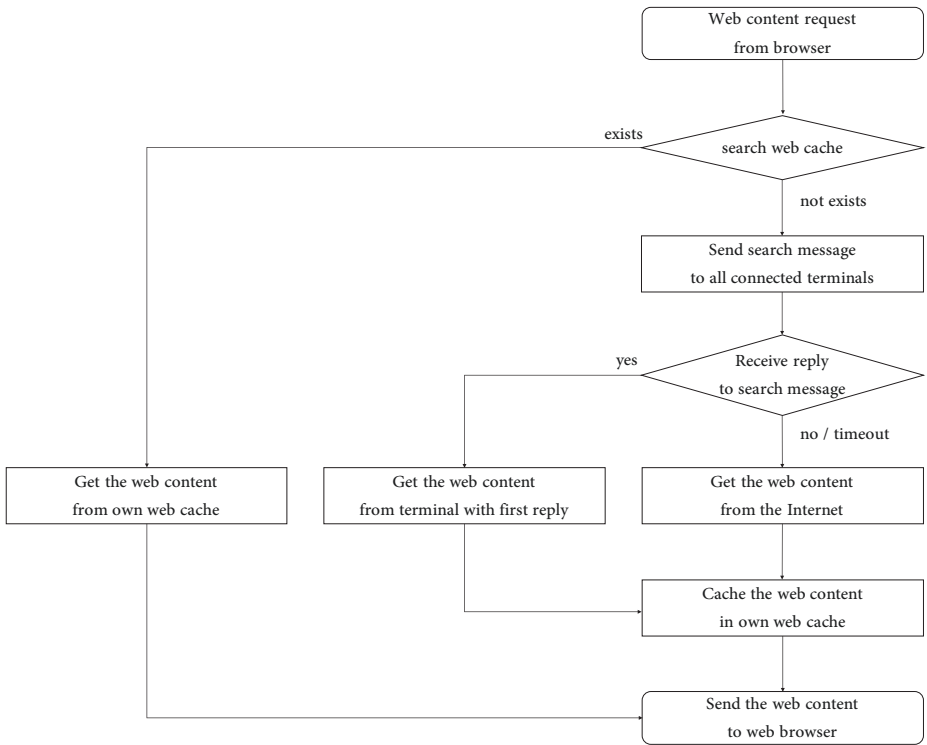 Web content request
from browser
exists
search web cache
not exists
Send search message
to all connected terminals
yes
Receive reply
to search message
no / timeout
Get the web content
from own web cache
Get the web content
from terminal with first reply
Get the web content
from the Internet
Cache the web content
in own web cache
Send the web content
to web browser